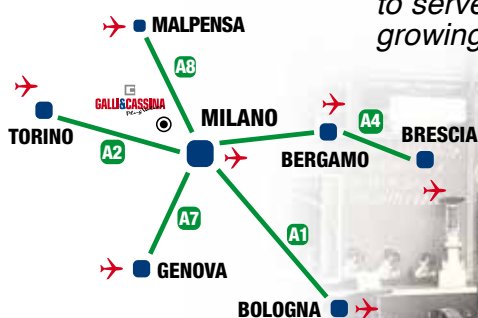 to serve
growing
MALPENSA
A8
GALLI&CASSINA
TORINO
A2
MILANO
A4
BRESCIA
BERGAMO
A7
A1
GENOVA
BOLOGNA